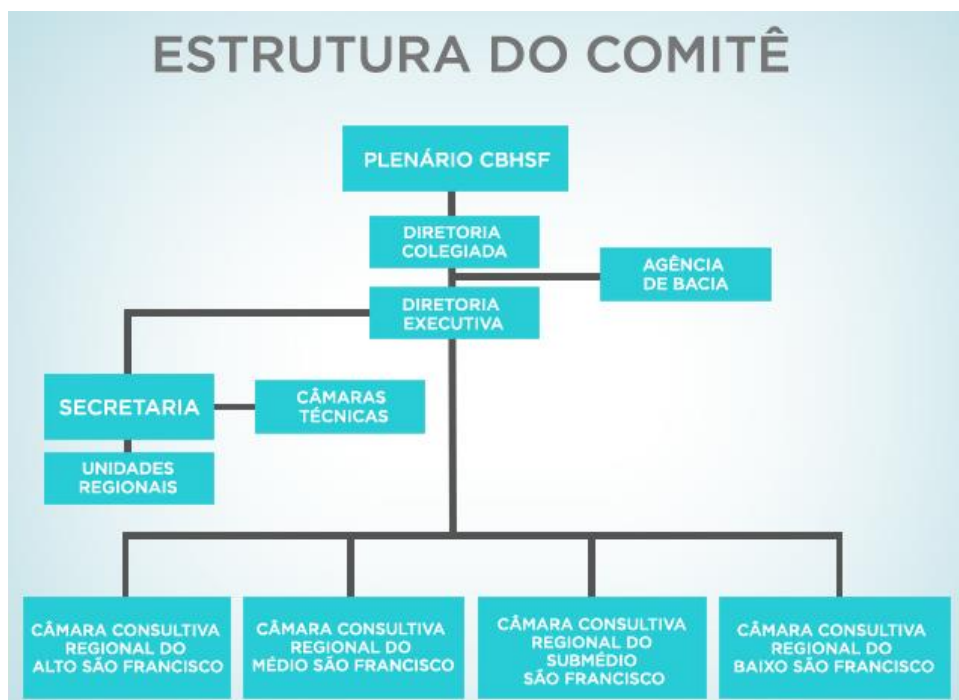 ESTRUTURA DO COMITÊ
PLENÁRIO CBHSF
DIRETORIA
COLEGIADA
AGÊNCIA
DE BACIA
DIRETORIA
EXECUTIVA
SECRETARIA
CÂMARAS
TÉCNICAS
UNIDADES
REGIONAIS
CÂMARA CONSULTIVA
REGIONAL DO
ALTO SÃO FRANCISCO
CÂMARA CONSULTIVA
REGIONAL DO
MÉDIO SÃO FRANCISCO
CÂMARA CONSULTIVA
REGIONAL DO
SUBMÉDIO
SÃO FRANCISCO
CÂMARA CONSULTIVA
REGIONAL DO
BAIXO SÃO FRANCISCO